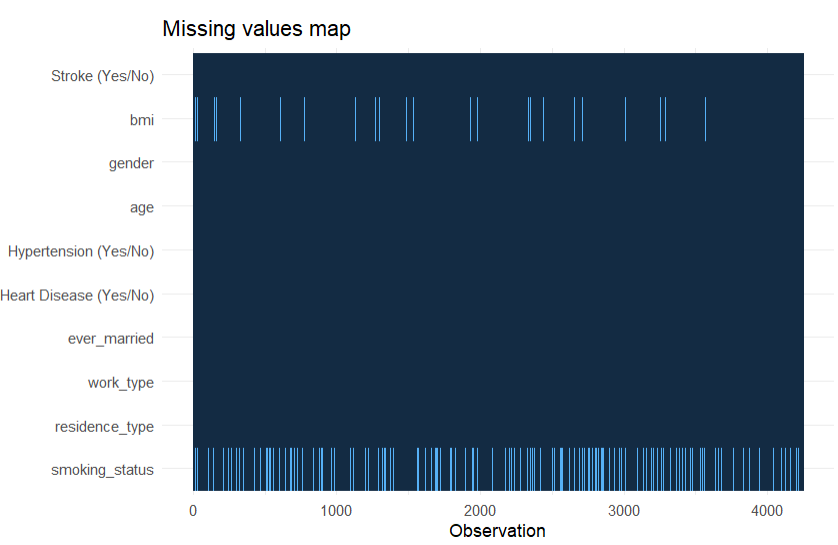 Missing values map
Stroke (Yes/No)
bmi
gender
age
Hypertension (Yes/No)
Heart Disease (Yes/No)
ever_married
work_type
residence_type
smoking_status
0 1000 2000 3000 4000
Observation